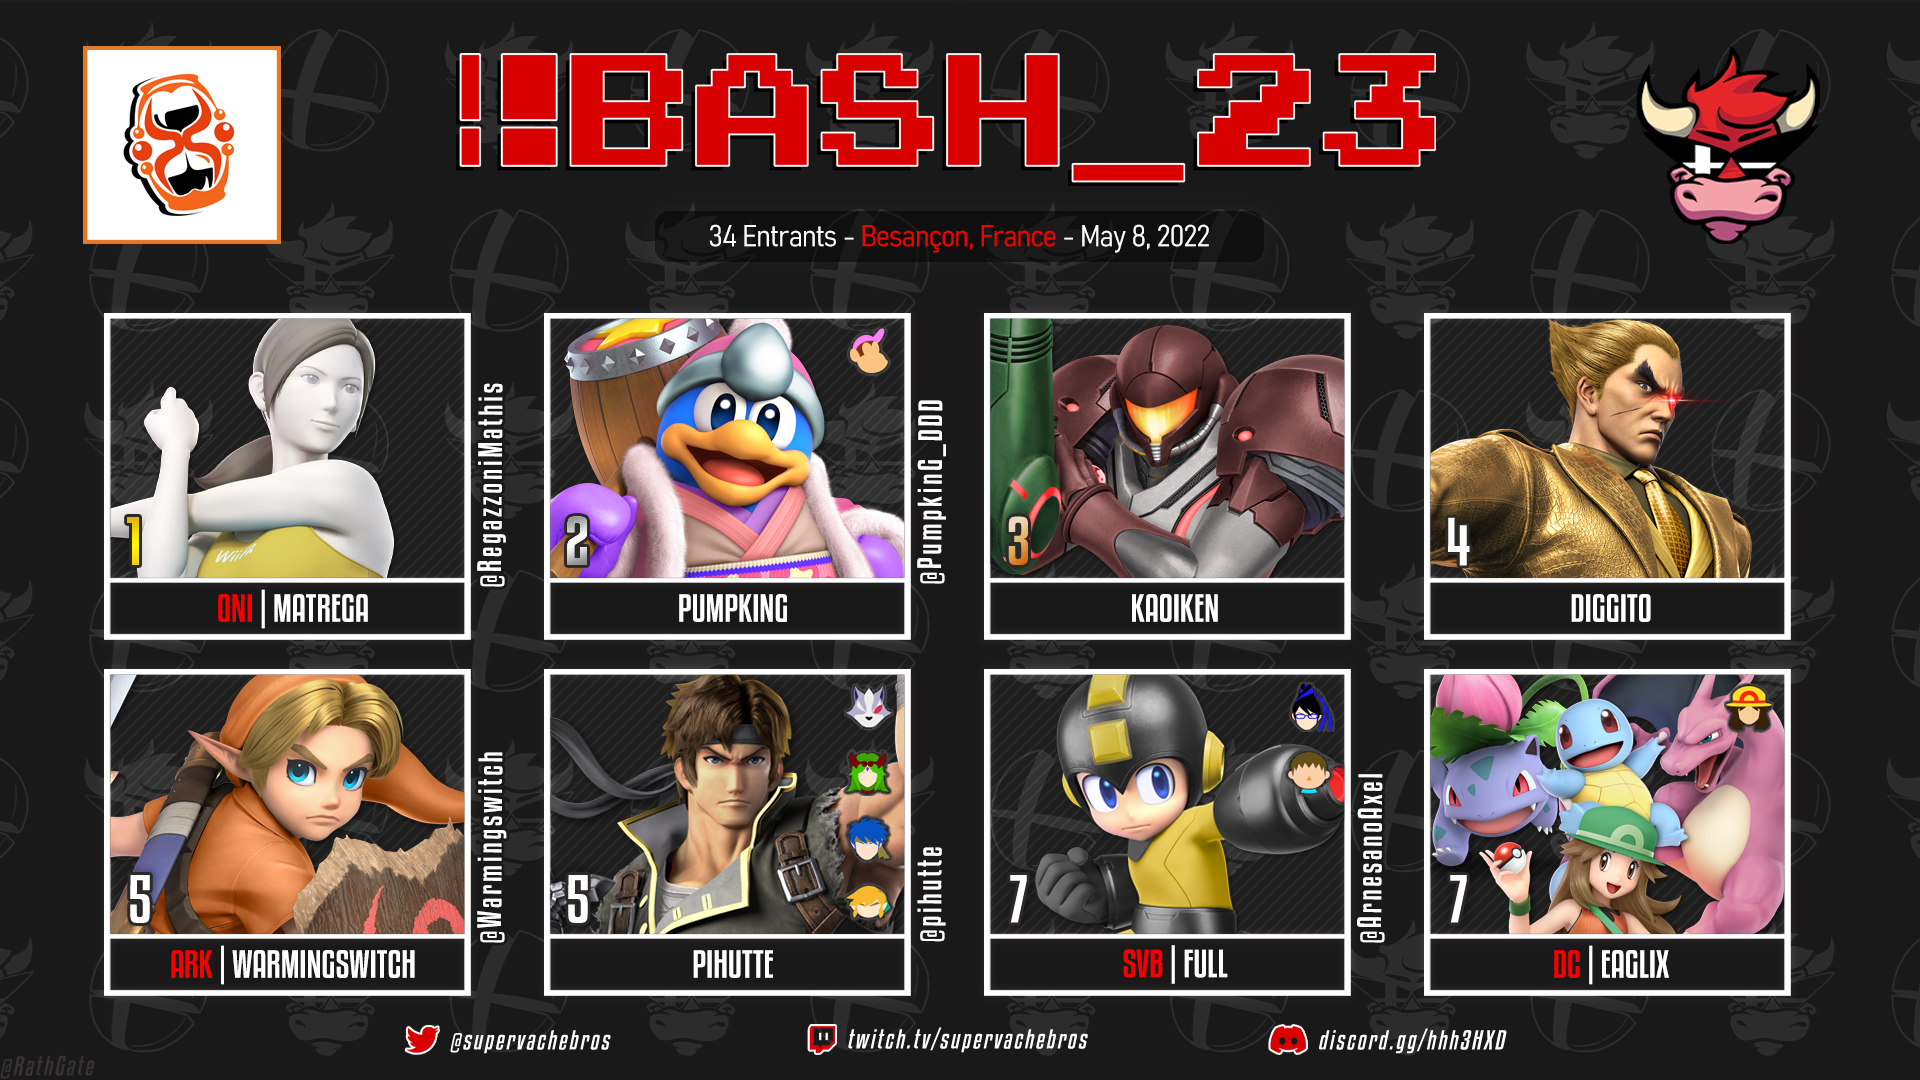 !!BASH_23
34 Entrants - Besançon, France - May 8, 2022
Wii Fit
1
ONI | MATREGA
@RegazzoniMathis
2
PUMPKING
@PumpkinG_DDD
3
KAOIKEN
4
DIGGITO
5
ARK | WARMINGSWITCH
@Warmingswitch
5
PIHUTTE
@pihutte
7
SVB | FULL
@ArnesanoAxel
7
DC | EAGLIX
@supervachebros
twitch.tv/supervachebros
discord.gg/hhh3HXD
@RathGate